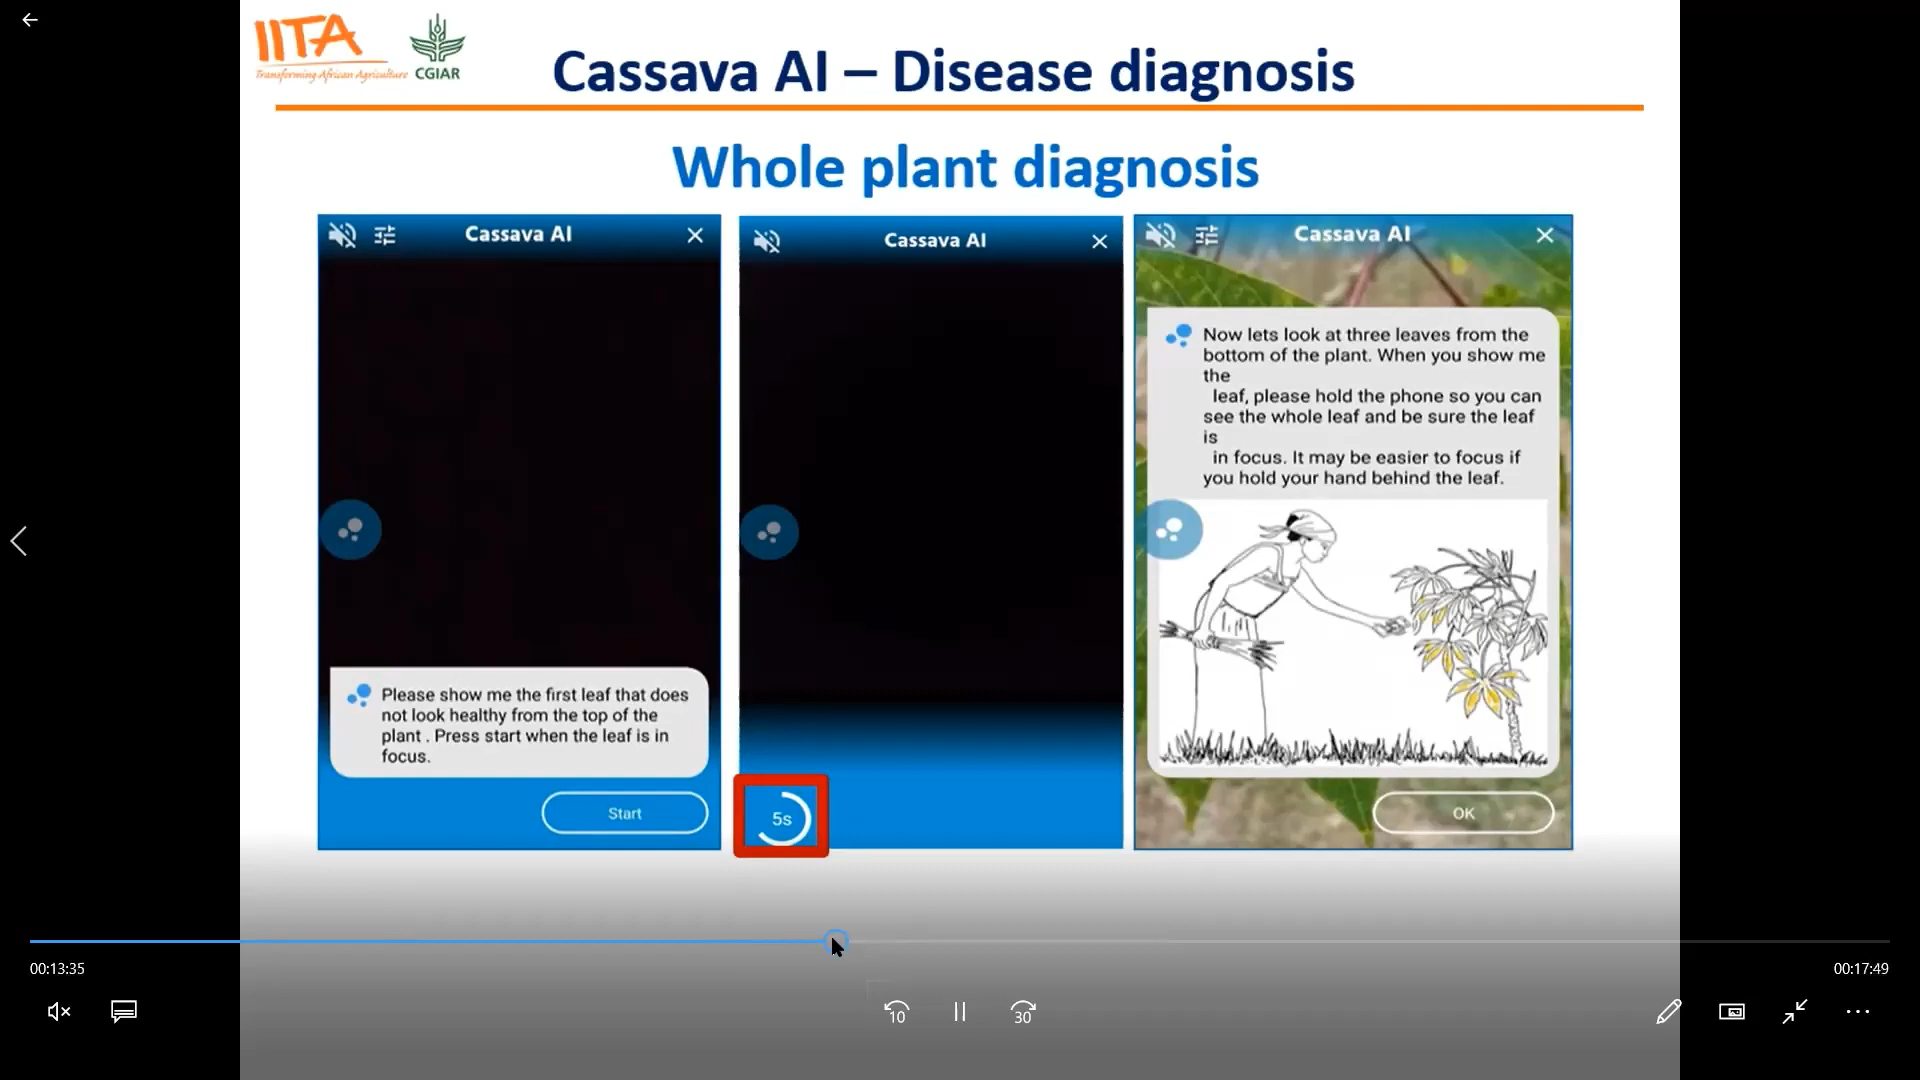 IITA
Transforming African Agriculture
CGIAR
Cassava AI – Disease diagnosis
Whole plant diagnosis
Cassava AI
Please show me the first leaf that does
not look healthy from the top of the
plant . Press start when the leaf is in
focus.
Start
Cassava AI
5s
Cassava AI
Now lets look at three leaves from the
bottom of the plant. When you show me
the
leaf, please hold the phone so you can
see the whole leaf and be sure the leaf
is
in focus. It may be easier to focus if
you hold your hand behind the leaf.
OK
00:13:35
00:17:49
10
30